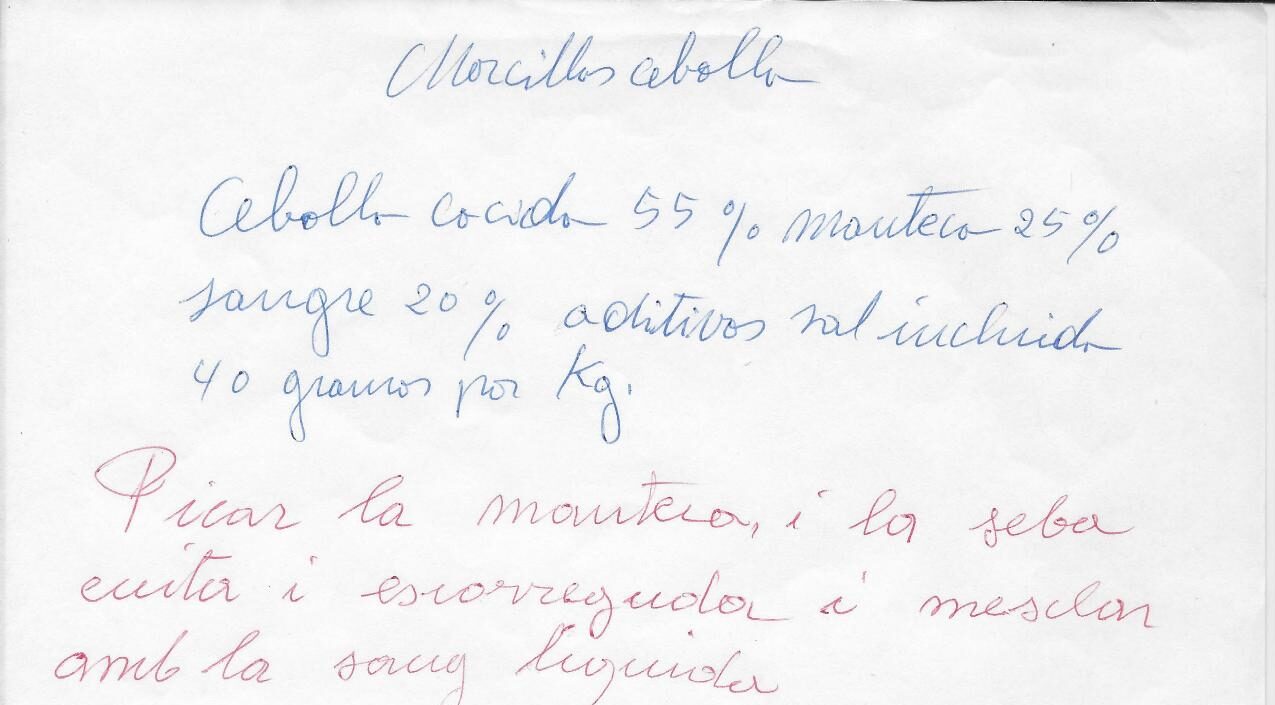 Morcillas cebolla
Cebolla cocida 55% manteca 25%
sangre 20% aditivos sal incluida
40 gramos por Kg.
Picar la manteca, i la seba
cuita i escorreguda i mesclar
amb la sang liquida